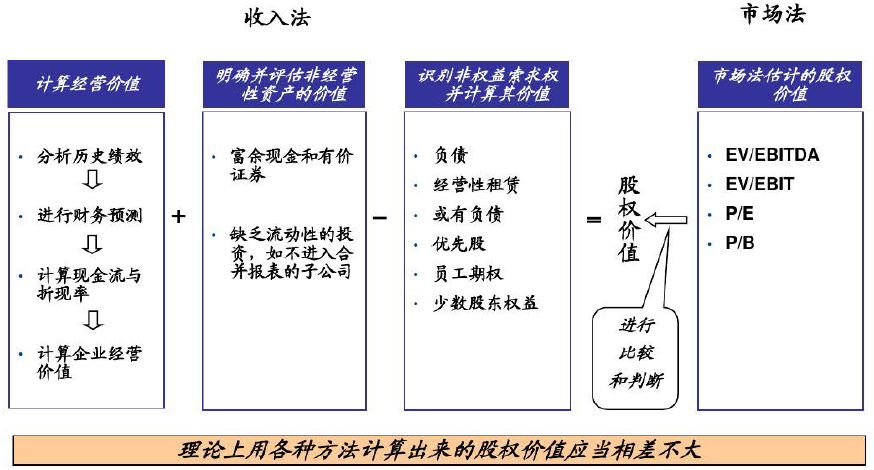 收入法
市场法
计算经营价值
• 分析历史绩效
• 进行财务预测
• 计算现金流与
折现率
• 计算企业经营
价值
+
明确并评估非经营
性资产的价值
• 富余现金和有价
证券
• 缺乏流动性的投
资，如不进入合
并报表的子公司
−
识别非权益索求权
并计算其价值
• 负债
• 经营性租赁
• 或有负债
• 优先股
• 员工期权
• 少数股东权益
=
股权价值
进行
比较
和判断
市场法估计的股权
价值
• EV/EBITDA
• EV/EBIT
• P/E
• P/B
理论上用各种方法计算出来的股权价值应当相差不大